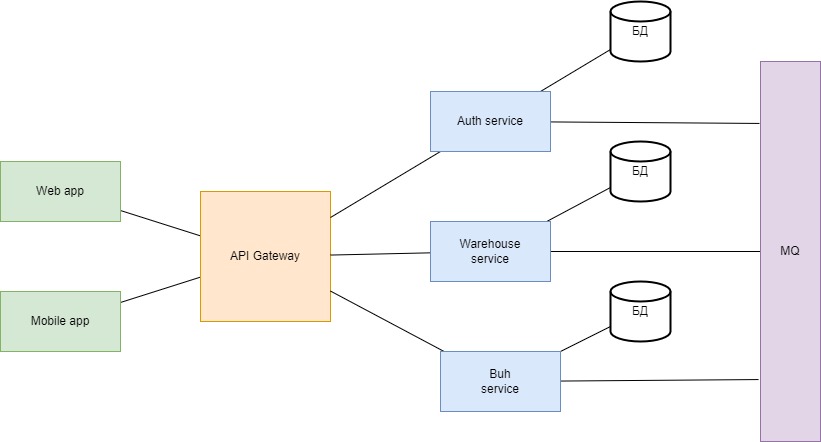 БД
Auth service
БД
Web app
Warehouse
service
API Gateway
MQ
БД
Mobile app
Buh
service